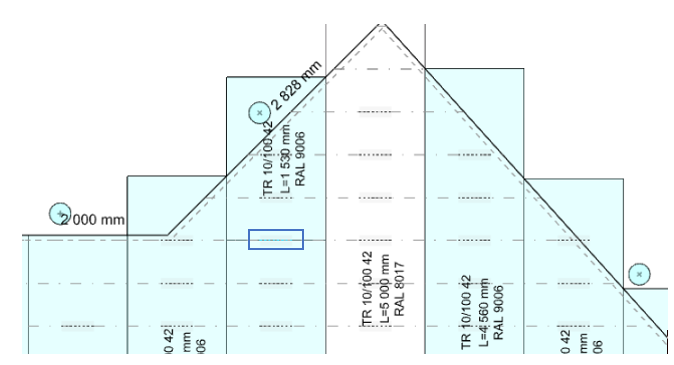 2 828 mm
TR 10/100 42
L=1 530 mm
RAL 9006
2 000 mm
TR 10/100 42
L=5 000 mm
RAL 8017
TR 10/100 42
L=4 560 mm
RAL 9006
0 42
mm
06
0 42
mm
06